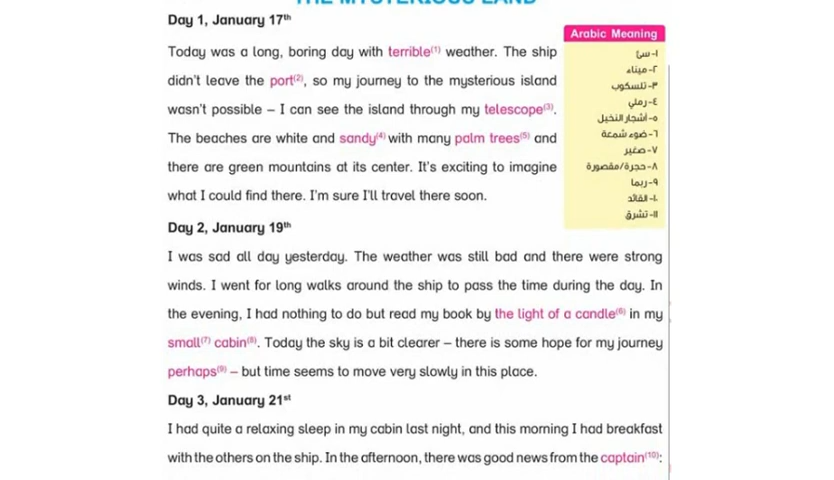 THE MYSTERIOUS LAND
Day 1, January 17th
Today was a long, boring day with terrible(1) weather. The ship
didn't leave the port(2), so my journey to the mysterious island
wasn't possible – I can see the island through my telescope(3).
The beaches are white and sandy(4) with many palm trees(5) and
there are green mountains at its center. It's exciting to imagine
what I could find there. I'm sure I'll travel there soon.
Arabic Meaning
١- سئ
٢- ميناء
٣- تلسكوب
٤- رملي
٥- أشجار النخيل
٦- ضوء شمعة
٧- صغير
٨- حجرة/مقصورة
٩- ربما
١٠- القائد
١١- تشرق
Day 2, January 19th
I was sad all day yesterday. The weather was still bad and there were strong
winds. I went for long walks around the ship to pass the time during the day. In
the evening, I had nothing to do but read my book by the light of a candle(6) in my
small(7) cabin(8). Today the sky is a bit clearer – there is some hope for my journey
perhaps(9) – but time seems to move very slowly in this place.
Day 3, January 21st
I had quite a relaxing sleep in my cabin last night, and this morning I had breakfast
with the others on the ship. In the afternoon, there was good news from the captain(10):